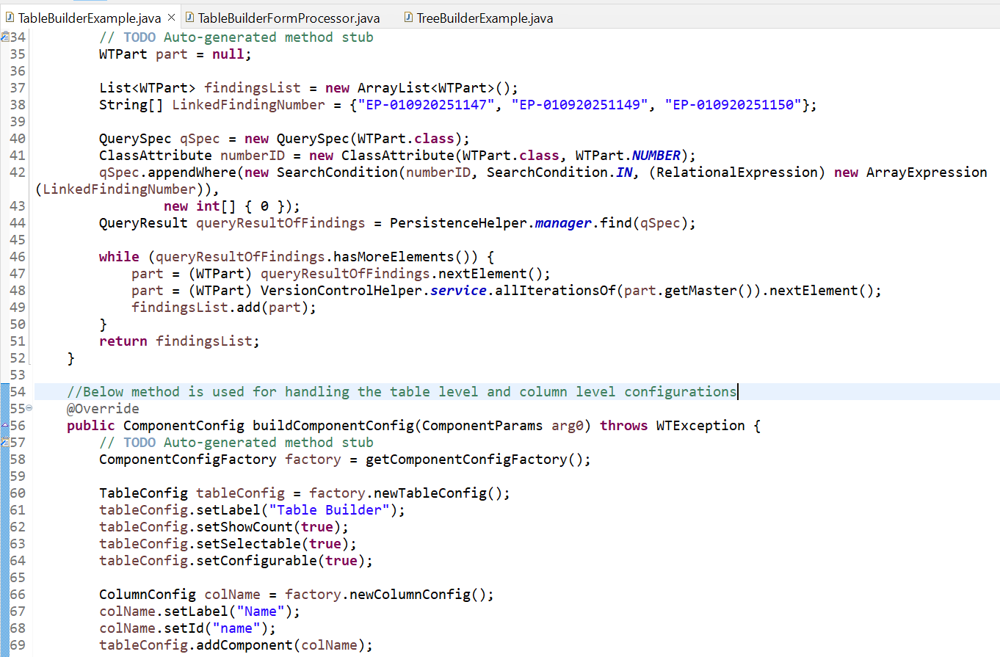 TableBuilderExample.java TableBuilderFormProcessor.java TreeBuilderExample.java
34 // TODO Auto-generated method stub
35 WTPart part = null;
36
37 List<WTPart> findingsList = new ArrayList<WTPart>();
38 String[] LinkedFindingNumber = {"EP-010920251147", "EP-010920251149", "EP-010920251150"};
39
40 QuerySpec qSpec = new QuerySpec(WTPart.class);
41 ClassAttribute numberID = new ClassAttribute(WTPart.class, WTPart.NUMBER);
42 qSpec.appendWhere(new SearchCondition(numberID, SearchCondition.IN, (RelationalExpression) new ArrayExpression
(LinkedFindingNumber)),
43 new int[] { 0 });
44 QueryResult queryResultOfFindings = PersistenceHelper.manager.find(qSpec);
45
46 while (queryResultOfFindings.hasMoreElements()) {
47 part = (WTPart) queryResultOfFindings.nextElement();
48 part = (WTPart) VersionControlHelper.service.allIterationsOf(part.getMaster()).nextElement();
49 findingsList.add(part);
50 }
51 return findingsList;
52 }
53
54 //Below method is used for handling the table level and column level configurations
55 @Override
56 public ComponentConfig buildComponentConfig(ComponentParams arg0) throws WTException {
57 // TODO Auto-generated method stub
58 ComponentConfigFactory factory = getComponentConfigFactory();
59
60 TableConfig tableConfig = factory.newTableConfig();
61 tableConfig.setLabel("Table Builder");
62 tableConfig.setShowCount(true);
63 tableConfig.setSelectable(true);
64 tableConfig.setConfigurable(true);
65
66 ColumnConfig colName = factory.newColumnConfig();
67 colName.setLabel("Name");
68 colName.setId("name");
69 tableConfig.addComponent(colName);